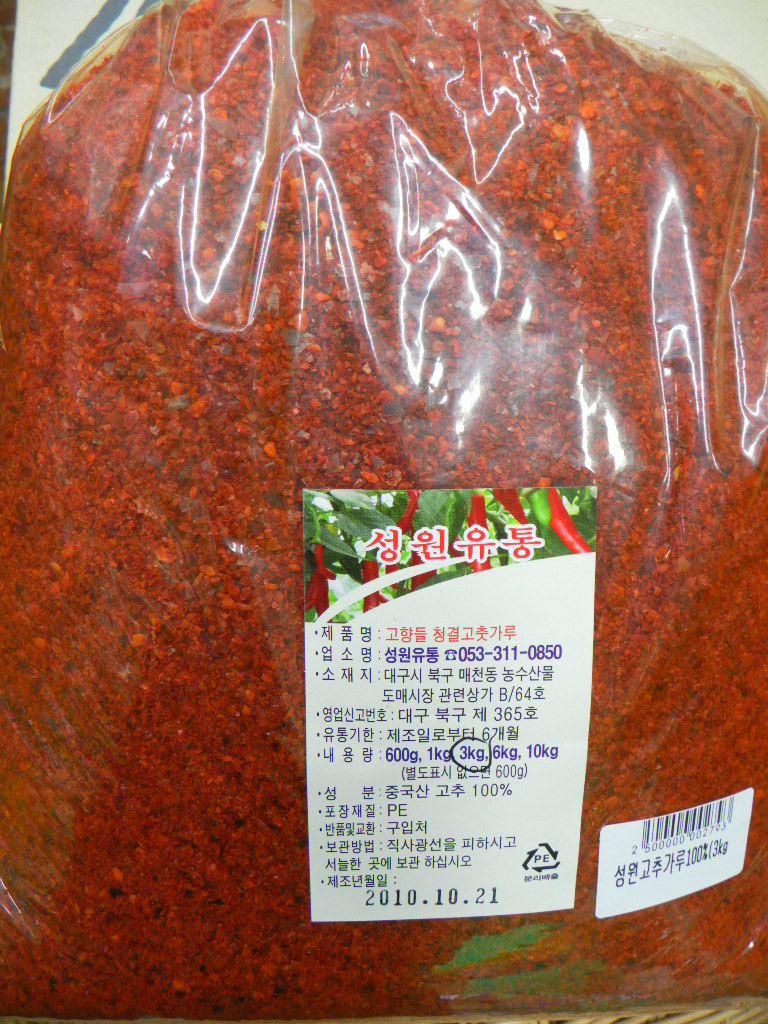 성원유통
·제 품 명 : 고향들 청결고춧가루
·업 소 명 : 성원유통 ☎053-311-0850
·소 재 지 : 대구시 북구 매천동 농수산물
도매시장 관련상가 B/64호
·영업신고번호 : 대구 북구 제 365호
·유통기한 : 제조일로부터 6개월
·내 용 량 : 600g, 1kg, 3kg, 6kg, 10kg
(별도표시 없으면 600g)
·성 분 : 중국산 고추 100%
·포장재질 : PE
·반품및교환 : 구입처
·보관방법 : 직사광선을 피하시고
서늘한 곳에 보관 하십시오
PE
분리배출
·제조년월일 :
2010.10.21
2 500000 002793
성원고추가루100%(3kg